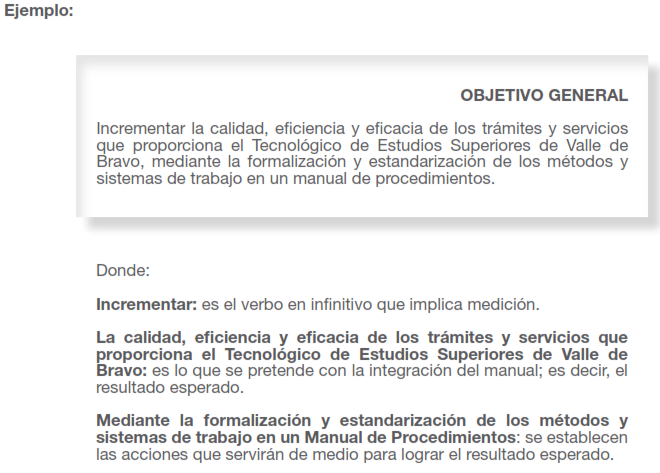 Ejemplo:
OBJETIVO GENERAL
Incrementar la calidad, eficiencia y eficacia de los trámites y servicios
que proporciona el Tecnológico de Estudios Superiores de Valle de
Bravo, mediante la formalización y estandarización de los métodos y
sistemas de trabajo en un manual de procedimientos.
Donde:
Incrementar: es el verbo en infinitivo que implica medición.
La calidad, eficiencia y eficacia de los trámites y servicios que
proporciona el Tecnológico de Estudios Superiores de Valle de
Bravo: es lo que se pretende con la integración del manual; es decir, el
resultado esperado.
Mediante la formalización y estandarización de los métodos y
sistemas de trabajo en un Manual de Procedimientos: se establecen
las acciones que servirán de medio para lograr el resultado esperado.